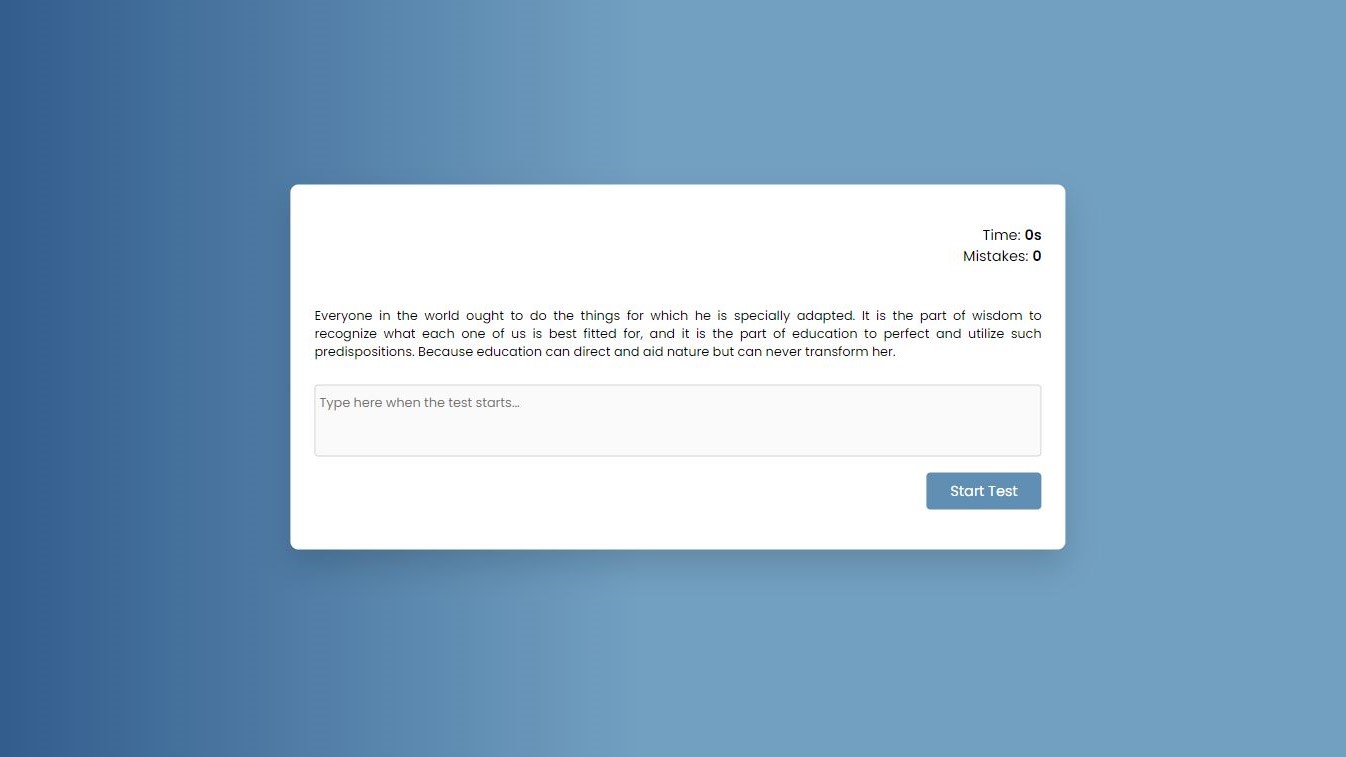 Time: 0s
Mistakes: 0
Everyone in the world ought to do the things for which he is specially adapted. It is the part of wisdom to
recognize what each one of us is best fitted for, and it is the part of education to perfect and utilize such
predispositions. Because education can direct and aid nature but can never transform her.
Type here when the test starts...
Start Test